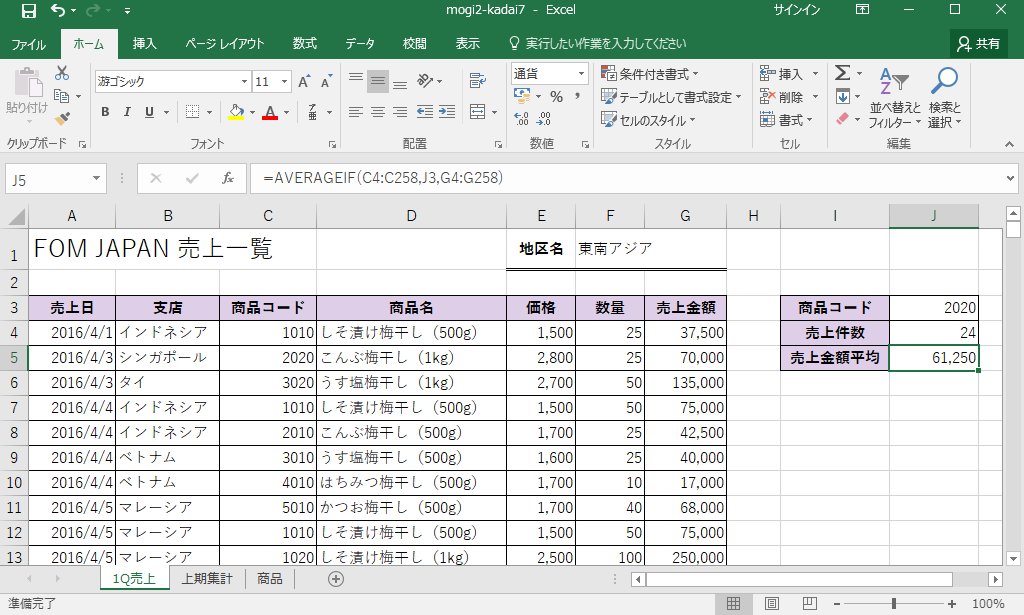 mogi2-kadai7 - Excel
サインイン
ファイル ホーム 挿入 ページ レイアウト 数式 データ 校閲 表示 実行したい作業を入力してください 共有
貼り付け
游ゴシック 11
B I U
通貨
条件付き書式
テーブルとして書式設定
セルのスタイル
挿入
削除
書式
並べ替えと フィルター
検索と 選択
クリップボード フォント 配置 数値 スタイル セル 編集
J5 =AVERAGEIF(C4:C258,J3,G4:G258)
A B C D E F G H I J
1 FOM JAPAN 売上一覧 地区名 東南アジア
2
3 売上日 支店 商品コード 商品名 価格 数量 売上金額 商品コード 2020
4 2016/4/1 インドネシア 1010 しそ漬け梅干し（500g） 1,500 25 37,500 売上件数 24
5 2016/4/3 シンガポール 2020 こんぶ梅干し（1kg） 2,800 25 70,000 売上金額平均 61,250
6 2016/4/3 タイ 3020 うす塩梅干し（1kg） 2,700 50 135,000
7 2016/4/4 インドネシア 1010 しそ漬け梅干し（500g） 1,500 50 75,000
8 2016/4/4 インドネシア 2010 こんぶ梅干し（500g） 1,700 25 42,500
9 2016/4/4 ベトナム 3010 うす塩梅干し（500g） 1,600 25 40,000
10 2016/4/4 ベトナム 4010 はちみつ梅干し（500g） 1,700 10 17,000
11 2016/4/5 マレーシア 5010 かつお梅干し（500g） 1,700 40 68,000
12 2016/4/5 マレーシア 1010 しそ漬け梅干し（500g） 1,500 50 75,000
13 2016/4/5 マレーシア 1020 しそ漬け梅干し（1kg） 2,500 100 250,000
1Q売上 上期集計 商品
準備完了 100%